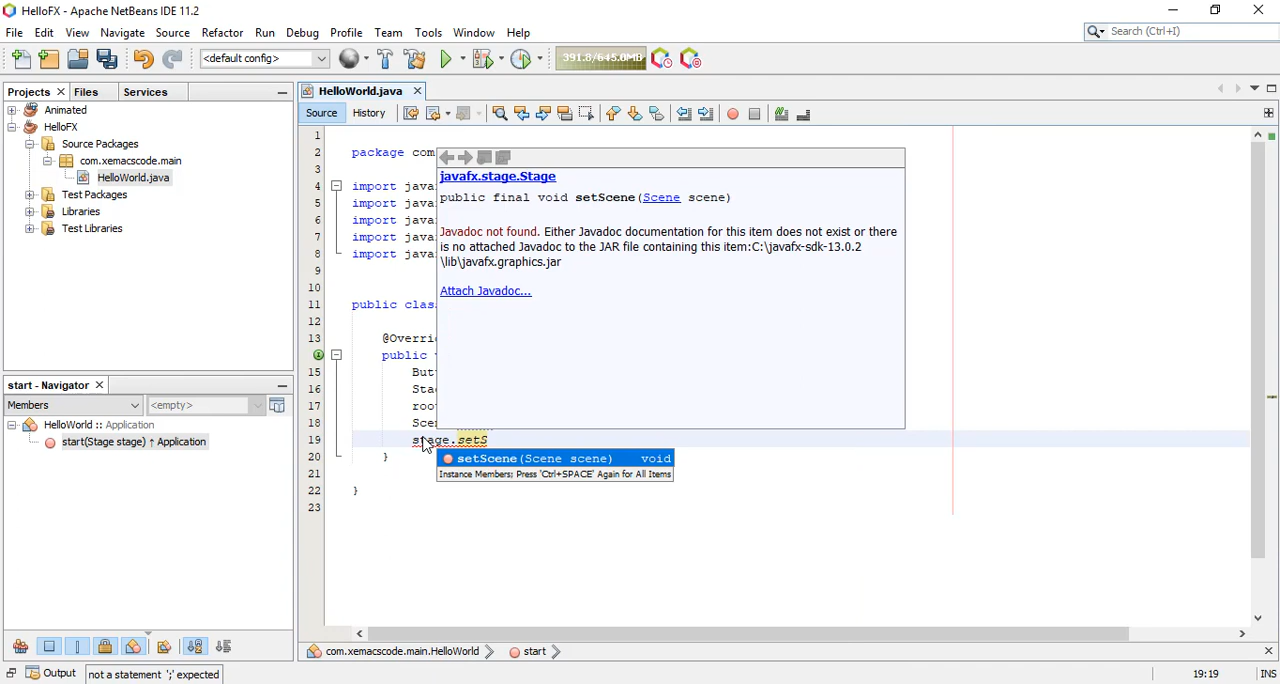 HelloFX - Apache NetBeans IDE 11.2
File Edit View Navigate Source Refactor Run Debug Profile Team Tools Window Help
Search (Ctrl+I)
<default config>
391.8/645.0MB
Projects Files Services
HelloWorld.java
Source History
Animated
HelloFX
Source Packages
com.xemacscode.main
HelloWorld.java
Test Packages
Libraries
Test Libraries
1
2 package com
3
4 import java
5 import java
6 import java
7 import java
8 import java
9
10
11 public clas
12
13 @Overri
public v
15 But
16 Sta
17 root
18 Scen
19 stage.setS
20 }
21
22 }
23
javafx.stage.Stage
public final void setScene(Scene scene)
Javadoc not found. Either Javadoc documentation for this item does not exist or there
is no attached Javadoc to the JAR file containing this item:C:\javafx-sdk-13.0.2
\lib\javafx.graphics.jar
Attach Javadoc...
setScene(Scene scene) void
Instance Members; Press 'Ctrl+SPACE' Again for All Items
start - Navigator
Members <empty>
HelloWorld :: Application
start(Stage stage) ↑ Application
com.xemacscode.main.HelloWorld start
Output not a statement ';' expected 19:19 INS